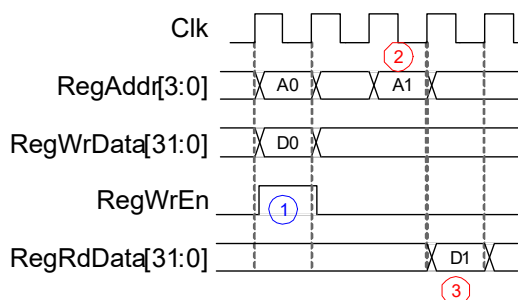 Clk
2
RegAddr[3:0] A0 A1
RegWrData[31:0] D0
RegWrEn 1
RegRdData[31:0] D1
3